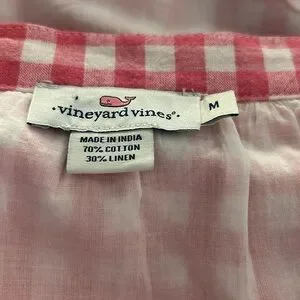 ·vineyard vines®·
M
MADE IN INDIA
70% COTTON
30% LINEN